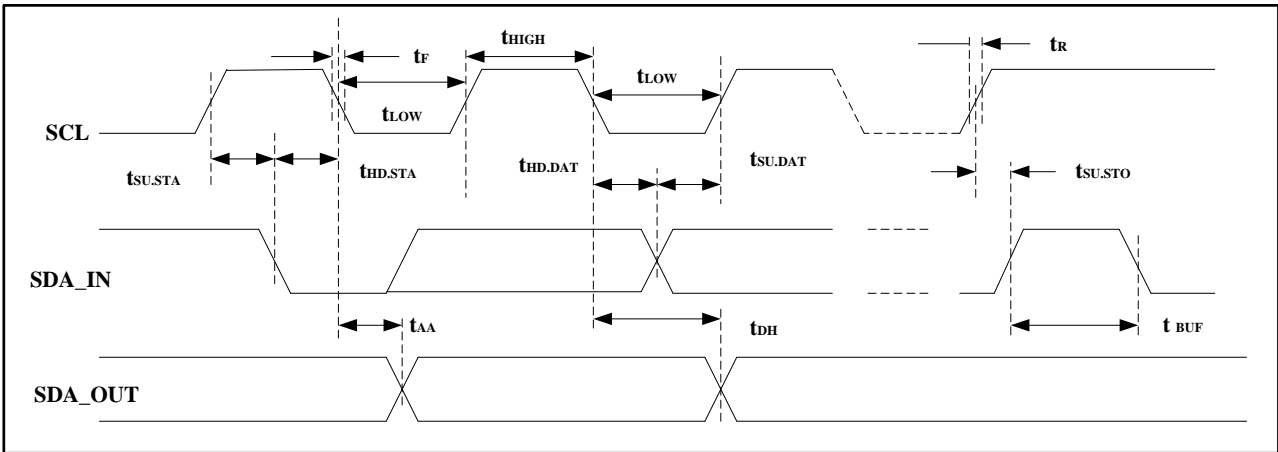 tF
tHIGH
tR
tLOW
tLOW
SCL
tSU.STA
tHD.STA
tHD.DAT
tSU.DAT
tSU.STO
SDA_IN
tAA
tDH
t BUF
SDA_OUT